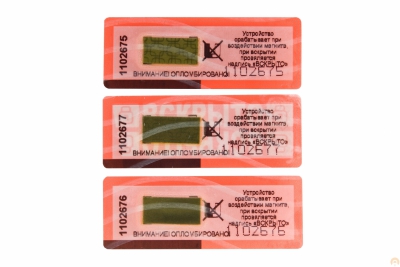 1102675
Устройство
срабатывает при
воздействии магнита,
при вскрытии
проявляется
надпись «ВСКРЫТО»
ВНИМАНИЕ! ОПЛОМБИРОВАНО!
1102675
1102677
Устройство
срабатывает при
воздействии магнита,
при вскрытии
проявляется
надпись «ВСКРЫТО»
ВНИМАНИЕ! ОПЛОМБИРОВАНО!
1102677
1102676
Устройство
срабатывает при
воздействии магнита,
при вскрытии
проявляется
надпись «ВСКРЫТО»
ВНИМАНИЕ! ОПЛОМБИРОВАНО!
1102676